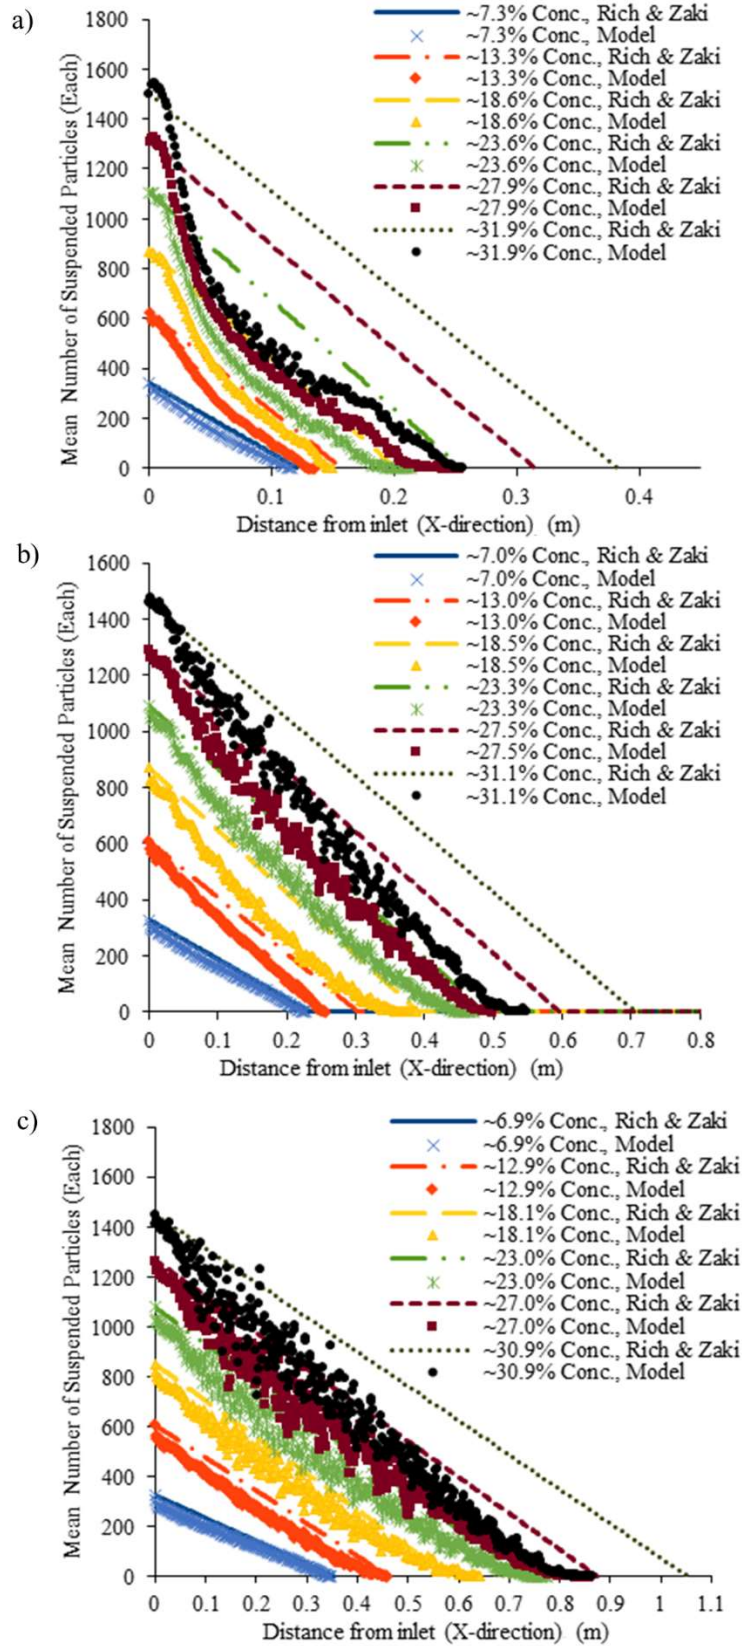 a)
Mean Number of Suspended Particles (Each)
1800
1600
1400
1200
1000
800
600
400
200
0
0 0.1 0.2 0.3 0.4
Distance from inlet (X-direction) (m)
~7.3% Conc., Rich & Zaki
~7.3% Conc., Model
~13.3% Conc., Rich & Zaki
~13.3% Conc., Model
~18.6% Conc., Rich & Zaki
~18.6% Conc., Model
~23.6% Conc., Rich & Zaki
~23.6% Conc., Model
~27.9% Conc., Rich & Zaki
~27.9% Conc., Model
~31.9% Conc., Rich & Zaki
~31.9% Conc., Model
b)
Mean Number of Suspended Particles (Each)
1600
1400
1200
1000
800
600
400
200
0
0 0.1 0.2 0.3 0.4 0.5 0.6 0.7 0.8
Distance from inlet (X-direction) (m)
~7.0% Conc., Rich & Zaki
~7.0% Conc., Model
~13.0% Conc., Rich & Zaki
~13.0% Conc., Model
~18.5% Conc., Rich & Zaki
~18.5% Conc., Model
~23.3% Conc., Rich & Zaki
~23.3% Conc., Model
~27.5% Conc., Rich & Zaki
~27.5% Conc., Model
~31.1% Conc., Rich & Zaki
~31.1% Conc., Model
c)
Mean Number of Suspended Particles (Each)
1800
1600
1400
1200
1000
800
600
400
200
0
0 0.1 0.2 0.3 0.4 0.5 0.6 0.7 0.8 0.9 1 1.1
Distance from inlet (X-direction) (m)
~6.9% Conc., Rich & Zaki
~6.9% Conc., Model
~12.9% Conc., Rich & Zaki
~12.9% Conc., Model
~18.1% Conc., Rich & Zaki
~18.1% Conc., Model
~23.0% Conc., Rich & Zaki
~23.0% Conc., Model
~27.0% Conc., Rich & Zaki
~27.0% Conc., Model
~30.9% Conc., Rich & Zaki
~30.9% Conc., Model